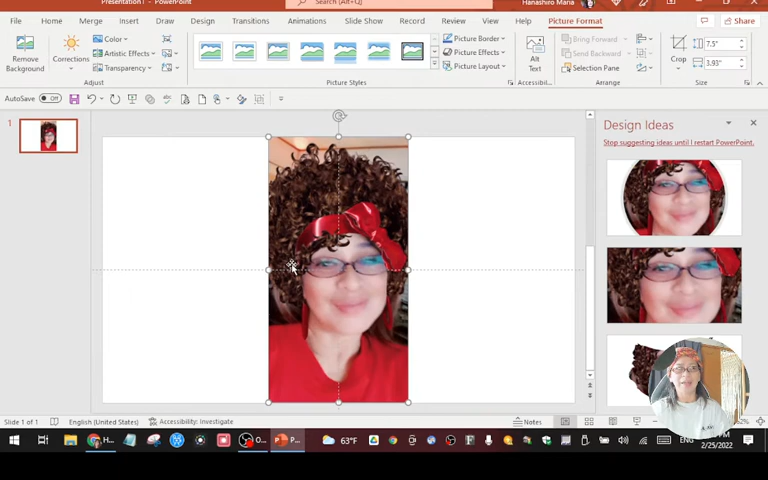 Presentation1 - PowerPoint
Search (Alt+Q)
Hanashiro Maria
File Home Merge Insert Draw Design Transitions Animations Slide Show Record Review View Help Picture Format
Share
Remove Background
Corrections
Color
Artistic Effects
Transparency
Picture Border
Picture Effects
Picture Layout
Alt Text
Bring Forward
Send Backward
Selection Pane
Crop
7.5"
3.93"
Adjust
Picture Styles
Accessibil...
Arrange
Size
AutoSave Off
1
Design Ideas
Stop suggesting ideas until I restart PowerPoint.
Slide 1 of 1
English (United States)
Accessibility: Investigate
Notes
H...
O...
P...
63°F
ENG
2/25/2022